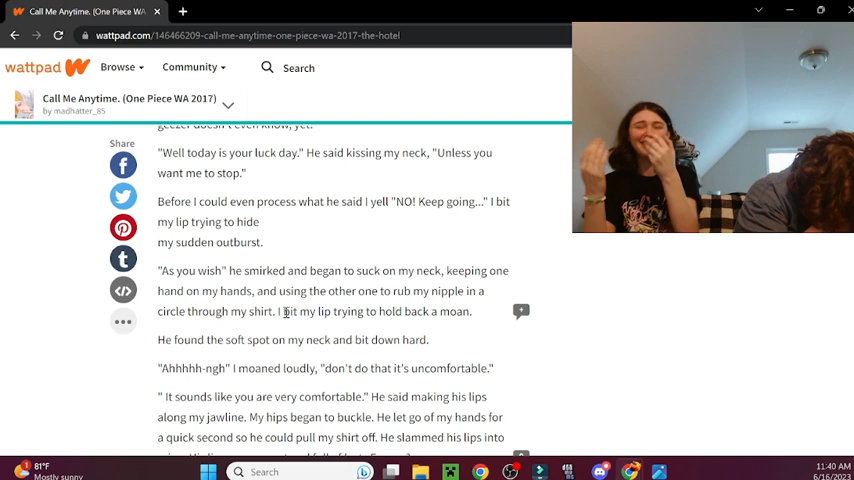 Call Me Anytime. (One Piece WA
wattpad.com/146466209-call-me-anytime-one-piece-wa-2017-the-hotel
wattpad
Browse
Community
Search
Call Me Anytime. (One Piece WA 2017)
by madhatter_85
geezer doesn't even know, yet.
Share
"Well today is your luck day." He said kissing my neck, "Unless you
want me to stop."
Before I could even process what he said I yell "NO! Keep going..." I bit
my lip trying to hide
my sudden outburst.
"As you wish" he smirked and began to suck on my neck, keeping one
hand on my hands, and using the other one to rub my nipple in a
circle through my shirt. I bit my lip trying to hold back a moan.
He found the soft spot on my neck and bit down hard.
"Ahhhhh-ngh" I moaned loudly, "don't do that it's uncomfortable."
" It sounds like you are very comfortable." He said making his lips
along my jawline. My hips began to buckle. He let go of my hands for
a quick second so he could pull my shirt off. He slammed his lips into
81°F
Mostly sunny
Search
11:40 AM
6/16/2023